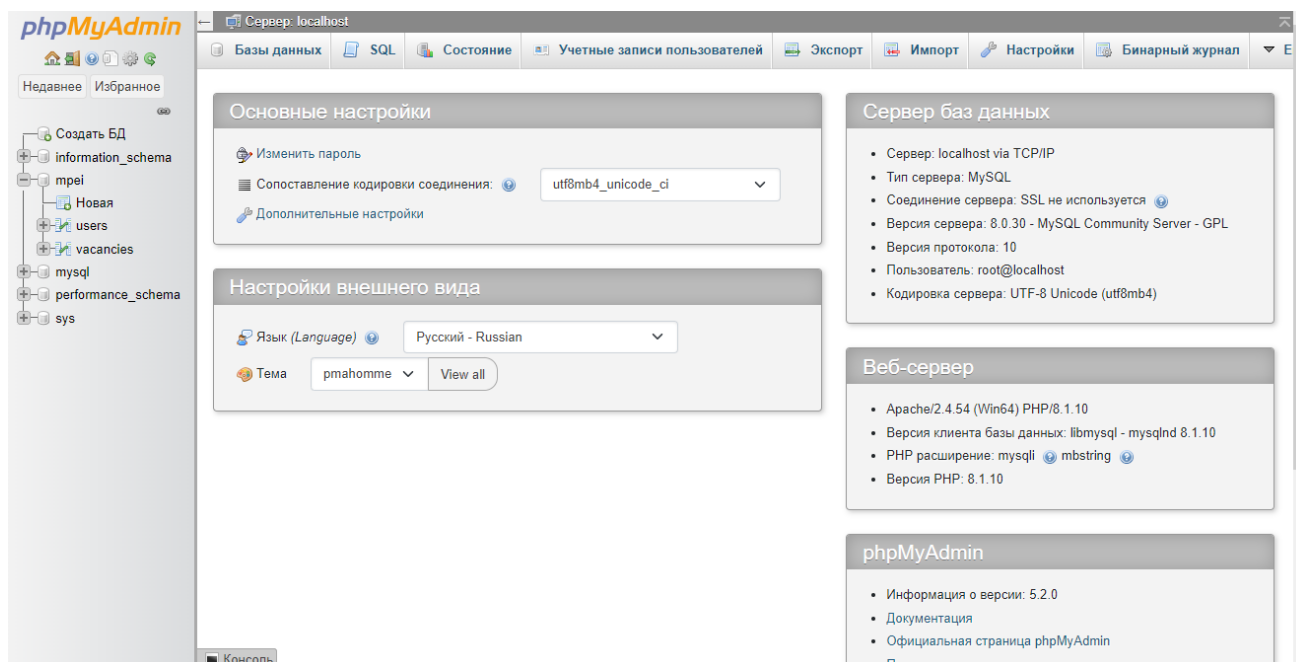 phpMyAdmin
Недавнее Избранное
Создать БД
information_schema
mpei
Новая
users
vacancies
mysql
performance_schema
sys
Сервер: localhost
Базы данных SQL Состояние Учетные записи пользователей Экспорт Импорт Настройки Бинарный журнал
Основные настройки
Изменить пароль
Сопоставление кодировки соединения: utf8mb4_unicode_ci
Дополнительные настройки
Настройки внешнего вида
Язык (Language) Русский - Russian
Тема pmahomme View all
Сервер баз данных
Сервер: localhost via TCP/IP
Тип сервера: MySQL
Соединение сервера: SSL не используется
Версия сервера: 8.0.30 - MySQL Community Server - GPL
Версия протокола: 10
Пользователь: root@localhost
Кодировка сервера: UTF-8 Unicode (utf8mb4)
Веб-сервер
Apache/2.4.54 (Win64) PHP/8.1.10
Версия клиента базы данных: libmysql - mysqlnd 8.1.10
PHP расширение: mysqli mbstring
Версия PHP: 8.1.10
phpMyAdmin
Информация о версии: 5.2.0
Документация
Официальная страница phpMyAdmin
Консоль